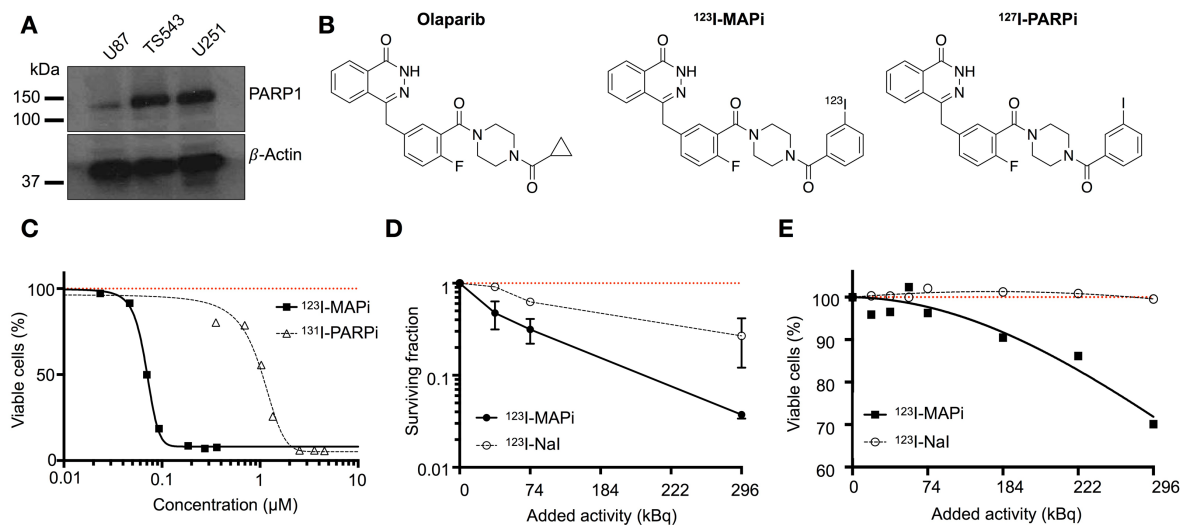 A
U87
TS543
U251
kDa
150
100
PARP1
37
β-Actin
B
Olaparib
O
NH
N
O
N
F
N
O
¹²³I-MAPi
O
NH
N
O
N
F
N
O
¹²³I
¹²⁷I-PARPi
O
NH
N
O
N
F
N
O
I
C
Viable cells (%)
100
50
0
0.01
0.1
1
10
Concentration (µM)
¹²³I-MAPi
¹³¹I-PARPi
D
Surviving fraction
1
0.1
0.01
0
74
184
222
296
Added activity (kBq)
¹²³I-MAPi
¹²³I-NaI
E
Viable cells (%)
100
90
80
70
60
0
74
184
222
296
Added activity (kBq)
¹²³I-MAPi
¹²³I-NaI